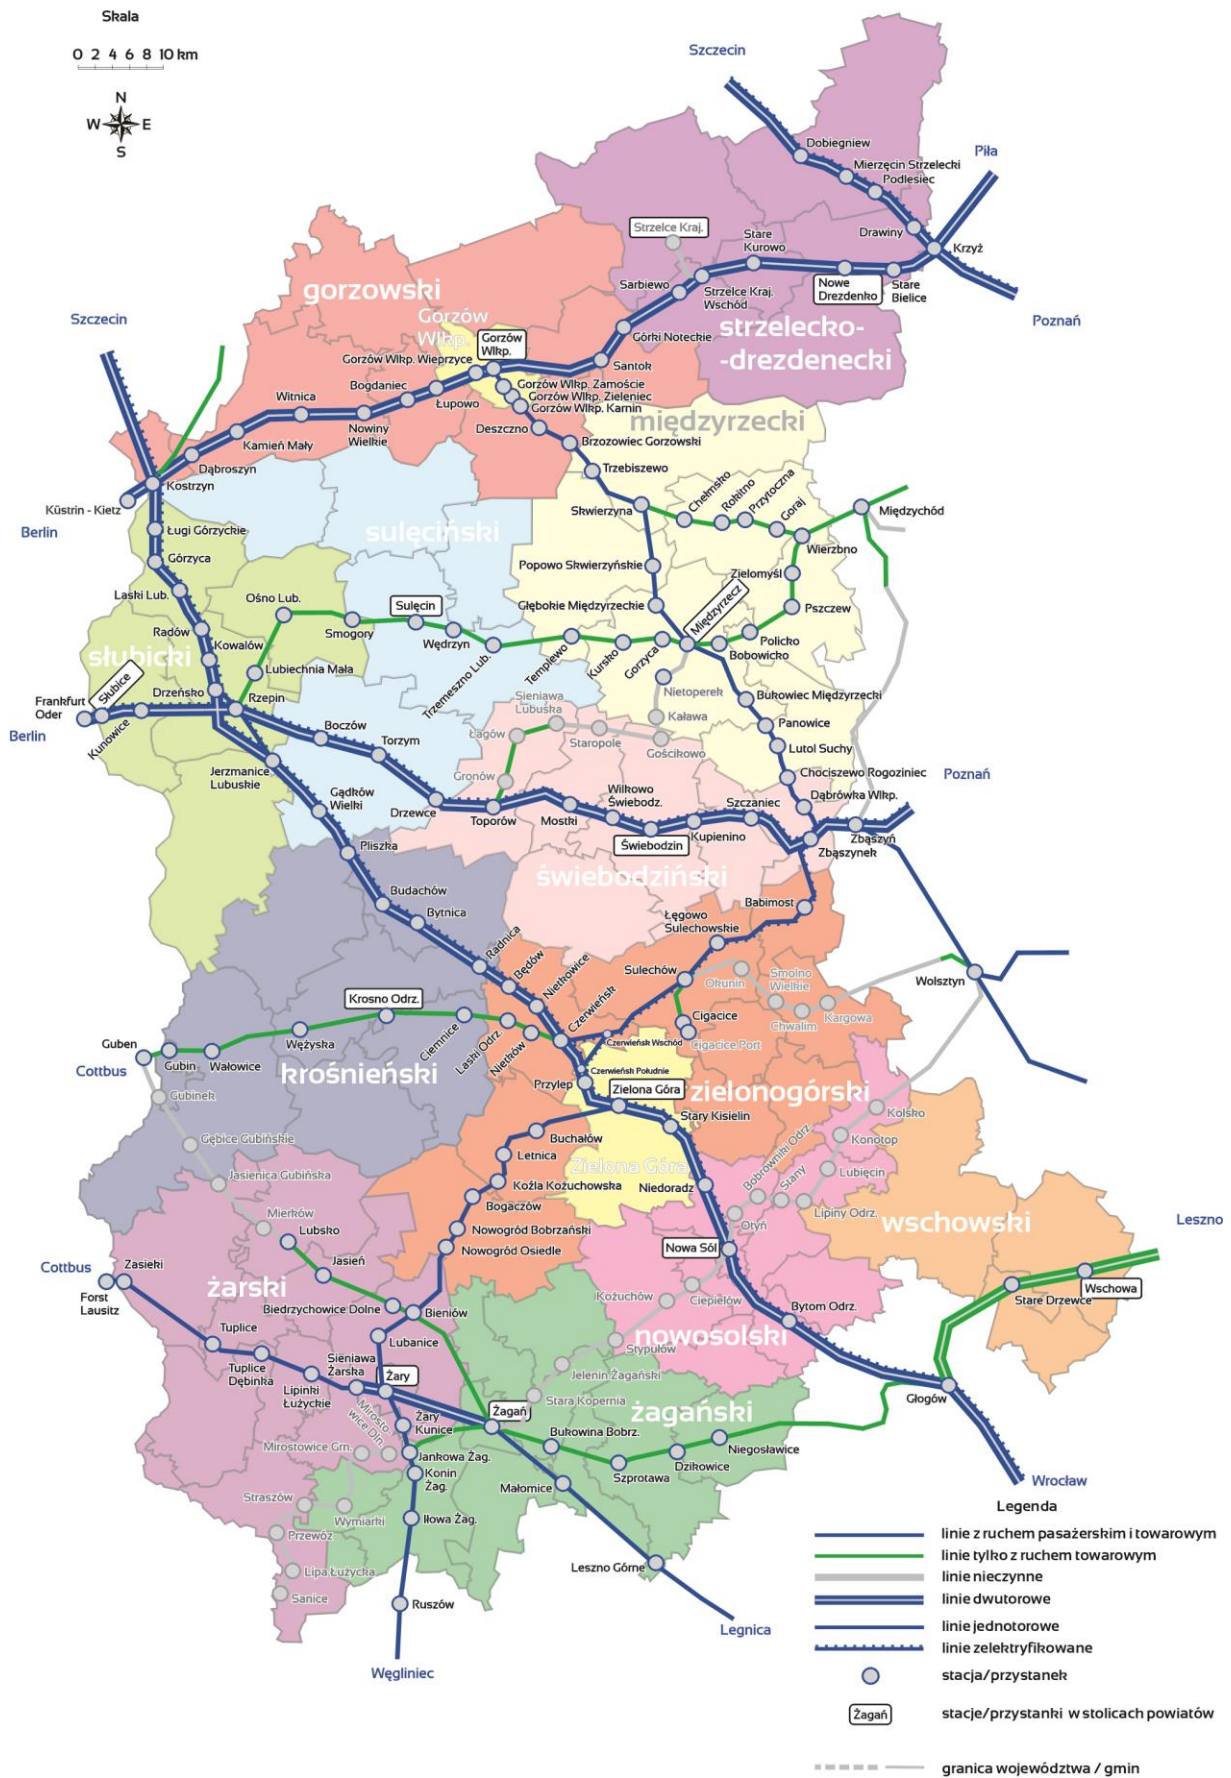 Skala
0 2 4 6 8 10 km
N
W E
S
Szczecin
Piła
Poznań
Dobiegniew
Mierzęcin Strzelecki
Podlesiec
Drawiny
Krzyż
Strzelce Kraj.
Stare
Kurowo
Sarbiewo
Strzelce Kraj.
Wschód
Nowe
Drezdenko
Stare
Bielice
gorzowski
strzelecko-
-drezdenecki
Szczecin
Gorzów
Wlkp.
Gorzów
Wlkp.
Górki Noteckie
Santok
Gorzów Wlkp. Wieprzyce
Bogdaniec
Łupowo
Witnica
Nowiny
Wielkie
Kamień Mały
Dąbroszyn
Kostrzyn
Küstrin - Kietz
Berlin
Gorzów Wlkp. Zamoście
Gorzów Wlkp. Zieleniec
Gorzów Wlkp. Karnin
Deszczno
Brzozowiec Gorzowski
Trzebiszewo
międzyrzecki
Skwierzyna
Chełmsko
Rokitno
Przytoczna
Goraj
Międzychód
Wierzbno
Zielomyśl
Pszczew
Policko
Bobowicko
Popowo Skwierzyńskie
Głębokie Międzyrzeckie
Międzyrzecz
sulęciński
Ługi Górzyckie
Górzyca
Laski Lub.
Radów
Kowalów
Drzeńsko
Ośno Lub.
Smogory
Sulęcin
Wędrzyn
Trzemeszno Lub.
Templewo
Kursko
Gorzyca
Lubiechnia Mała
Rzepin
słubicki
Frankfurt
Oder
Słubice
Kunowice
Berlin
Nietoperek
Kaława
Gościkowo
Staropole
Sieniawa
Lubuska
Łagów
Gronów
Bukowiec Międzyrzecki
Panowice
Lutol Suchy
Chociszewo Rogoziniec
Dąbrówka Wlkp.
Poznań
Zbąszyń
Zbąszynek
Boczów
Torzym
Drzewce
Toporów
Mostki
Wilkowo
Świebodz.
Świebodzin
Kupienino
Szczaniec
świebodziński
Jerzmanice
Lubuskie
Gądków
Wielki
Pliszka
Budachów
Bytnica
Radnica
Będów
Nietkowice
Czerwieńsk
Babimost
Łęgowo
Sulechowskie
Sulechów
Okunin
Smolno
Wielkie
Chwalim
Kargowa
Wolsztyn
Cigacice
Cigacice Port
Czerwieńsk Wschód
Czerwieńsk Południe
Krosno Odrz.
Ciemnice
Laski Odrz.
Nietków
Wężyska
Wałowice
Gubin
Guben
Cottbus
krośnieński
Przylep
Zielona Góra
Stary Kisielin
zielonogórski
Zielona Góra
Buchałów
Letnica
Koźla Kożuchowska
Bogaczów
Nowogród Bobrzański
Nowogród Osiedle
Gubinek
Gębice Gubińskie
Jasienica Gubińska
Mierków
Lubsko
Jasień
Biedrzychowice Dolne
Bieniów
Lubanice
Niedoradz
Bobrowniki Odrz.
Stany
Otyń
Lipiny Odrz.
Lubięcin
Konotop
Kolsko
wschowski
Leszno
Wschowa
Stare Drzewce
Nowa Sól
Bytom Odrz.
Ciepielów
Kożuchów
nowosolski
Stypułów
Jelenin Żagański
Stara Kopernia
Głogów
Wrocław
żarski
Cottbus
Zasieki
Forst
Lausitz
Tuplice
Tuplice
Dębinka
Lipinki
Łużyckie
Sieniawa
Żarska
Żary
Żary
Kunice
Mirosto-
wice Dln.
Mirostowice Grn.
Jankowa Żag.
Konin
Żag.
Iłowa Żag.
Ruszów
Węgliniec
Straszów
Wymiarki
Przewóz
Lipa Łużycka
Sanice
Żagań
żagański
Bukowina Bobrz.
Szprotawa
Dzikowice
Niegosławice
Małomice
Leszno Górne
Legnica
Legenda
linie z ruchem pasażerskim i towarowym
linie tylko z ruchem towarowym
linie nieczynne
linie dwutorowe
linie jednotorowe
linie zelektryfikowane
stacja/przystanek
Żagań
stacje/przystanki w stolicach powiatów
granica województwa / gmin